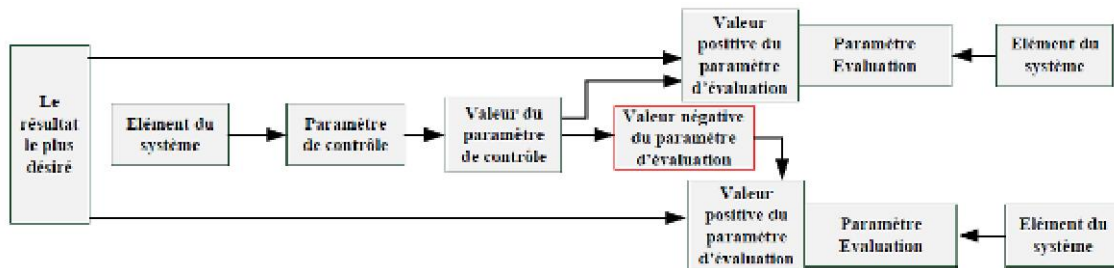 Le
résultat
le plus
désiré
Elément du
système
Paramètre
de contrôle
Valeur du
paramètre
de contrôle
Valeur
positive du
paramètre
d'évaluation
Paramètre
Evaluation
Elément du
système
Valeur négative
du paramètre
d'évaluation
Valeur
positive du
paramètre
d'évaluation
Paramètre
Evaluation
Elément du
système